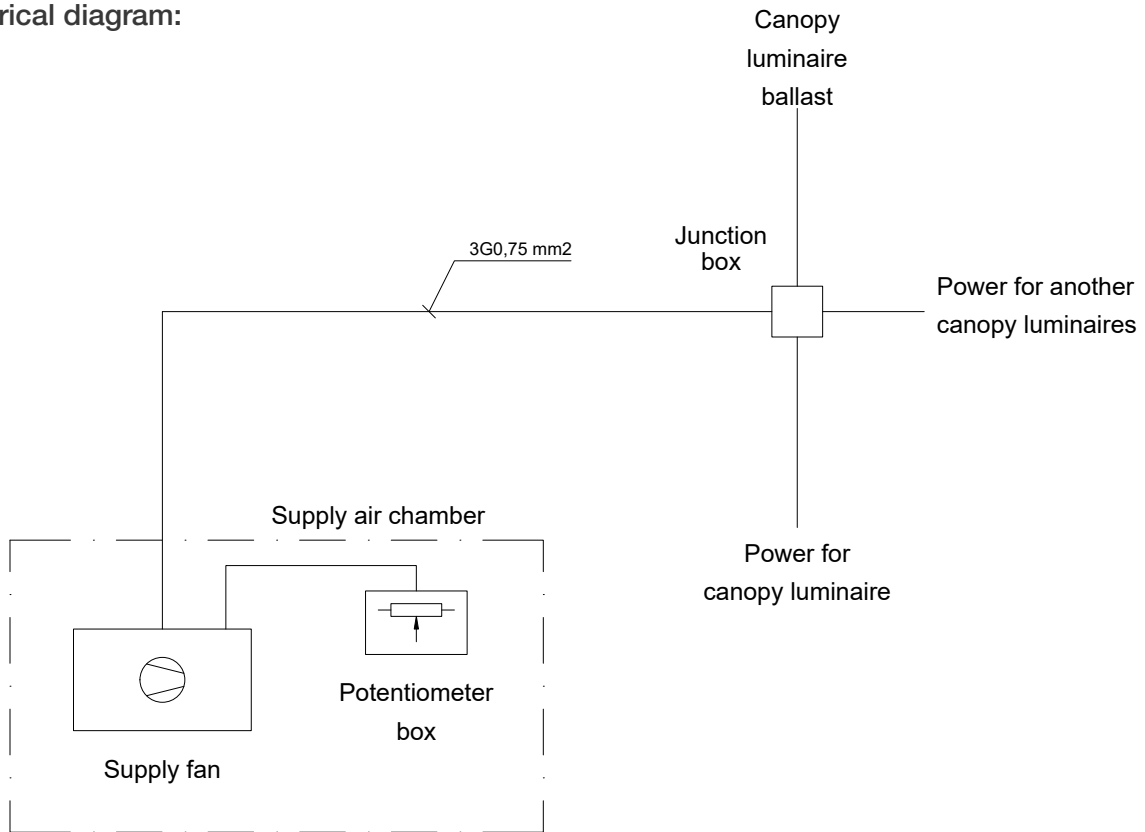 rical diagram:
Canopy
luminaire
ballast
3G0,75 mm2
Junction
box
Power for another
canopy luminaires
Supply air chamber
Power for
canopy luminaire
Potentiometer
box
Supply fan